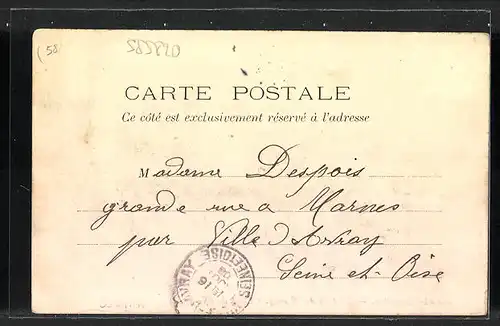 (58
585820
CARTE POSTALE
Ce côté est exclusivement réservé à l'adresse
Madame Despois
grande rue a Marnes
par Ville d'Avray
Seine et Oise